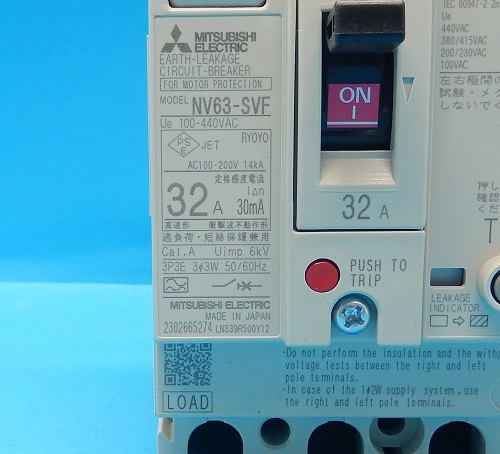 MITSUBISHI
ELECTRIC
EARTH-LEAKAGE
CIRCUIT-BREAKER
FOR MOTOR PROTECTION
MODEL NV63-SVF
Ue 100-440VAC
PS E JET RYOYO
AC100-200V 14kA
32A 定格感度電流
IΔn
30mA
高速形 衝撃波不動作形
過負荷・短絡保護兼用
Cat.A Uimp 6kV
3P3E 3ϕ3W 50/60Hz
MITSUBISHI ELECTRIC
MADE IN JAPAN
2302665274 LN339R500Y12
LOAD
ON
I
32 A
PUSH TO
TRIP
IEC 60947-2
Ue
440VAC
380/415VAC
200/230VAC
100VAC
左右極間の
試験・メ
しないで
押し
確認
くだ
T
LEAKAGE
INDICATOR
・Do not perform the insulation and the
voltage tests between the right and left
pole terminals.
・In case of the 1ϕ2W supply system, use
the right and left pole terminals.